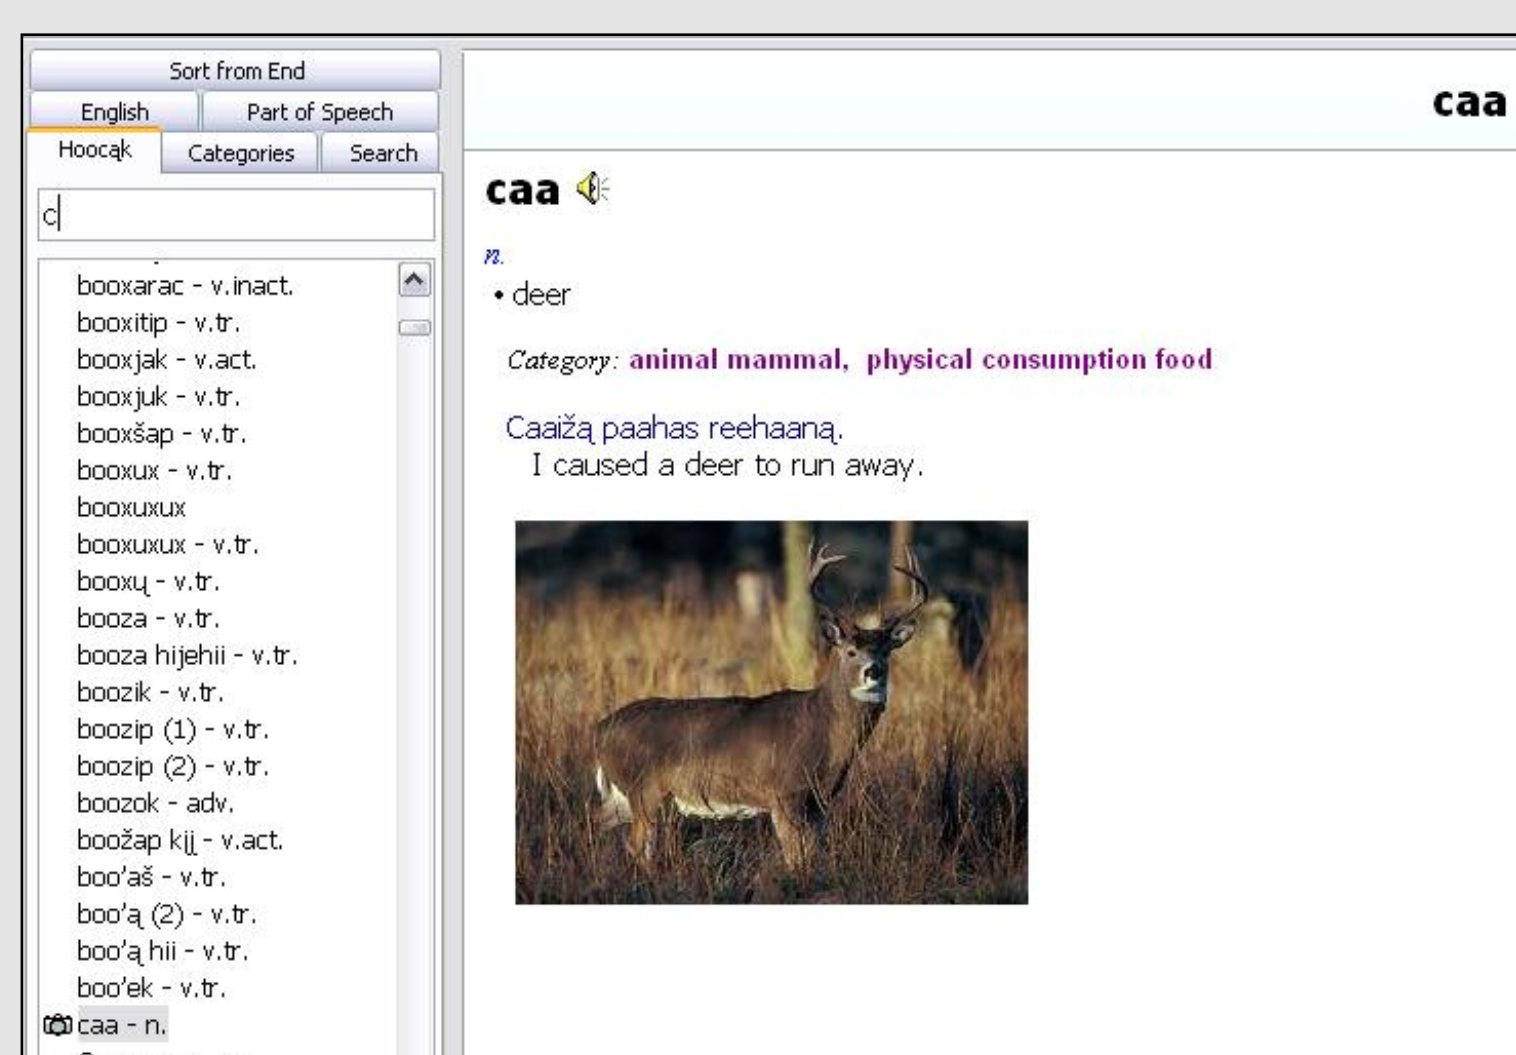 Sort from End
English Part of Speech
Hoocąk Categories Search
c
booxarac - v.inact.
booxitip - v.tr.
booxjak - v.act.
booxjuk - v.tr.
booxšap - v.tr.
booxux - v.tr.
booxuxux
booxuxux - v.tr.
booxų - v.tr.
booza - v.tr.
booza hijehii - v.tr.
boozik - v.tr.
boozip (1) - v.tr.
boozip (2) - v.tr.
boozok - adv.
boožap kįį - v.act.
boo'aš - v.tr.
boo'ą (2) - v.tr.
boo'ą hii - v.tr.
boo'ek - v.tr.
caa - n.
caa
caa
n.
• deer
Category: animal mammal, physical consumption food
Caaižą paahas reehaaną.
I caused a deer to run away.